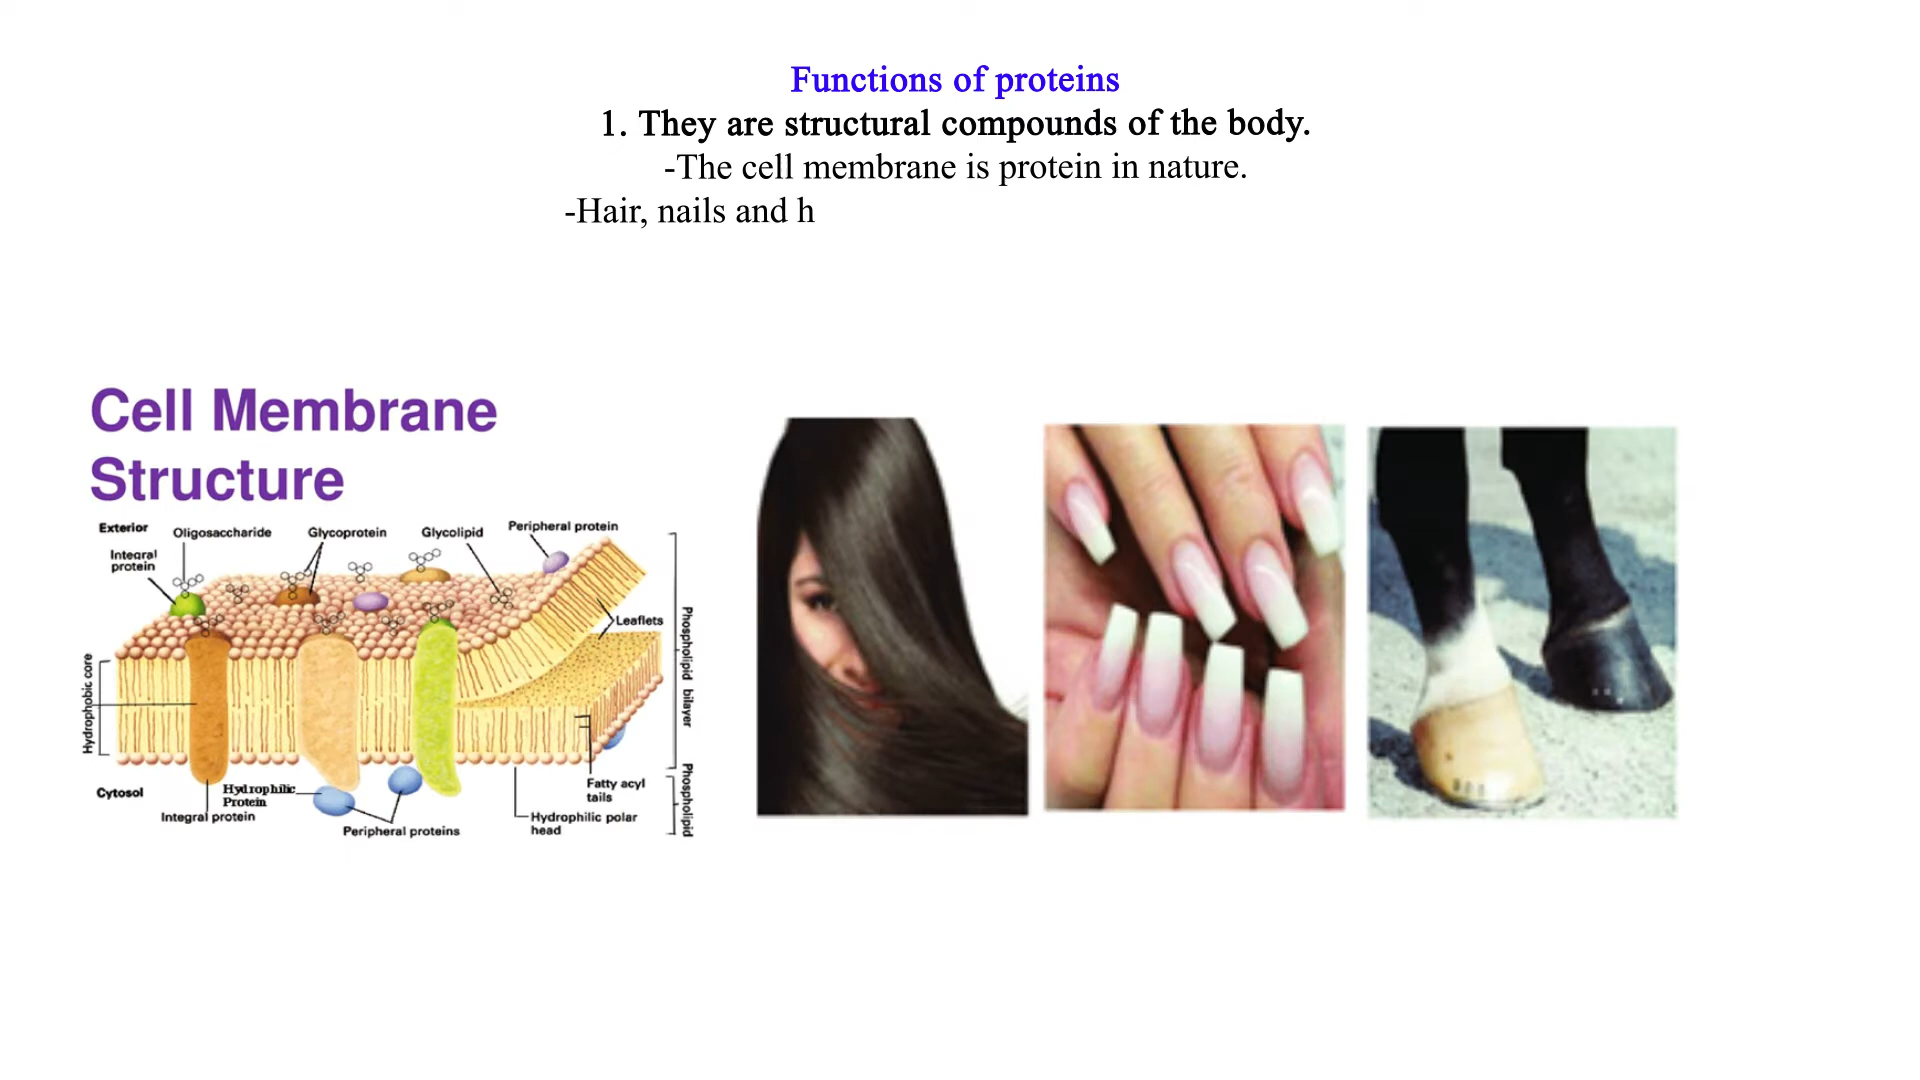 Functions of proteins
1. They are structural compounds of the body.
-The cell membrane is protein in nature.
-Hair, nails and h
Cell Membrane
Structure
Exterior
Oligosaccharide
Glycoprotein
Glycolipid
Peripheral protein
Integral
protein
Leaflets
Phospholipid bilayer
Hydrophobic core
Cytosol
Hydrophilic
Protein
Integral protein
Peripheral proteins
Fatty acyl
tails
Hydrophilic polar
head
Phospholipid